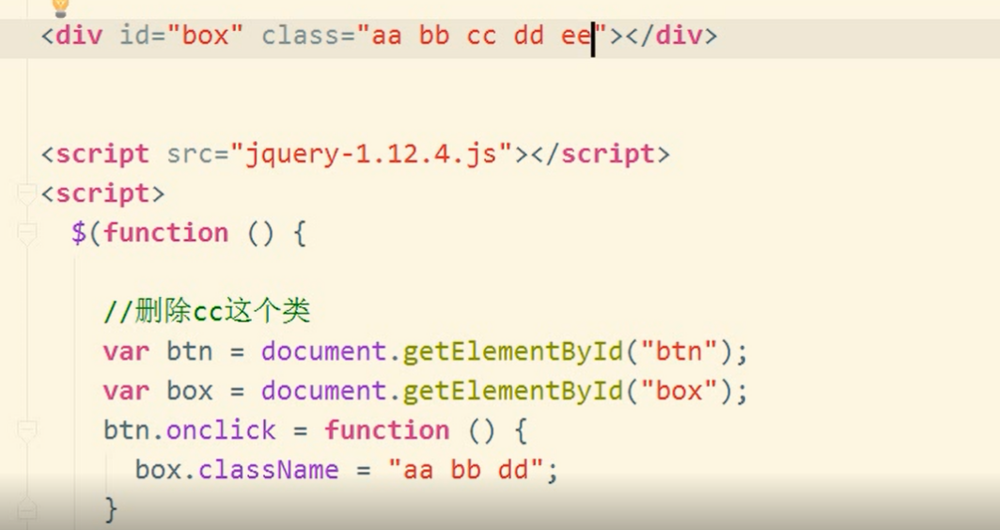 <div id="box" class="aa bb cc dd ee"></div>
<script src="jquery-1.12.4.js"></script>
<script>
$(function () {
//删除cc这个类
var btn = document.getElementById("btn");
var box = document.getElementById("box");
btn.onclick = function () {
box.className = "aa bb dd";
}